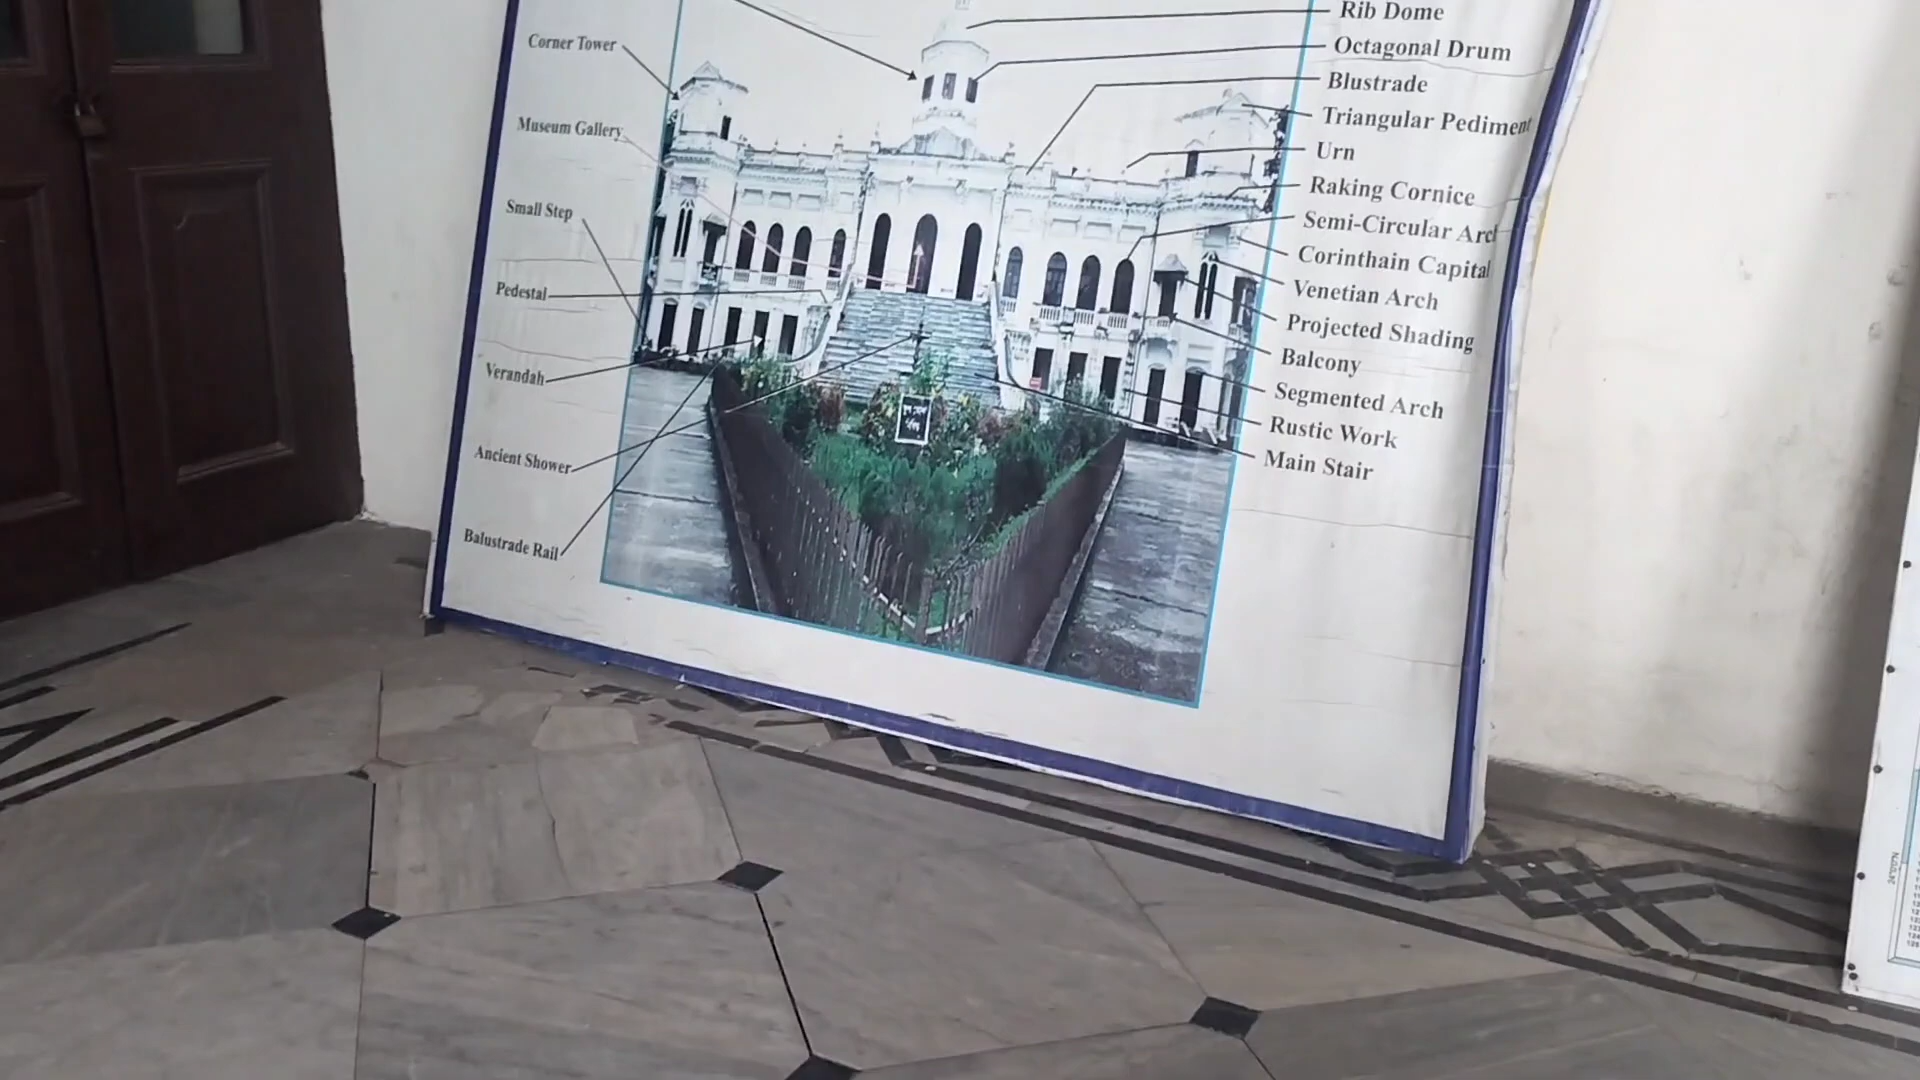 Corner Tower
Museum Gallery
Small Step
Pedestal
Verandah
Ancient Shower
Balustrade Rail
Rib Dome
Octagonal Drum
Blustrade
Triangular Pediment
Urn
Raking Cornice
Semi-Circular Arch
Corinthain Capital
Venetian Arch
Projected Shading
Balcony
Segmented Arch
Rustic Work
Main Stair